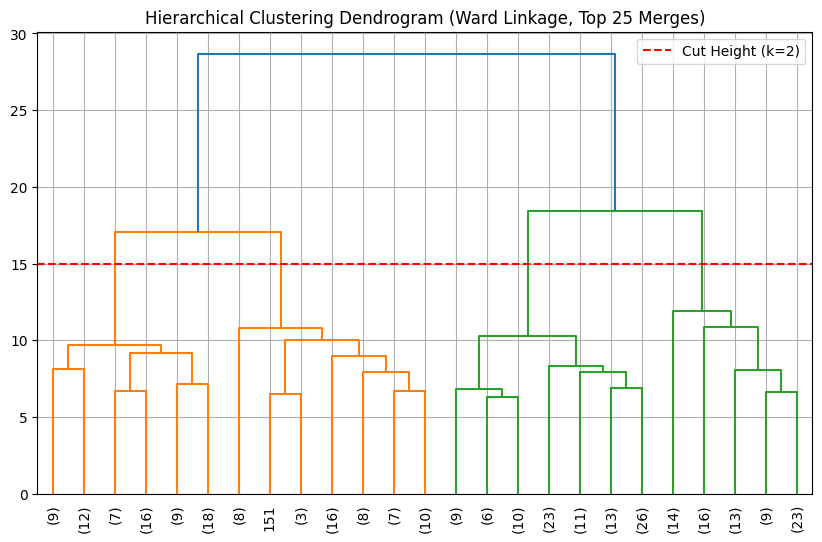 Hierarchical Clustering Dendrogram (Ward Linkage, Top 25 Merges)
Cut Height (k=2)
30
25
20
15
10
5
0
(9) (12) (7) (16) (9) (18) (8) 151 (3) (16) (8) (7) (10) (9) (6) (10) (23) (11) (13) (26) (14) (16) (13) (9) (23)